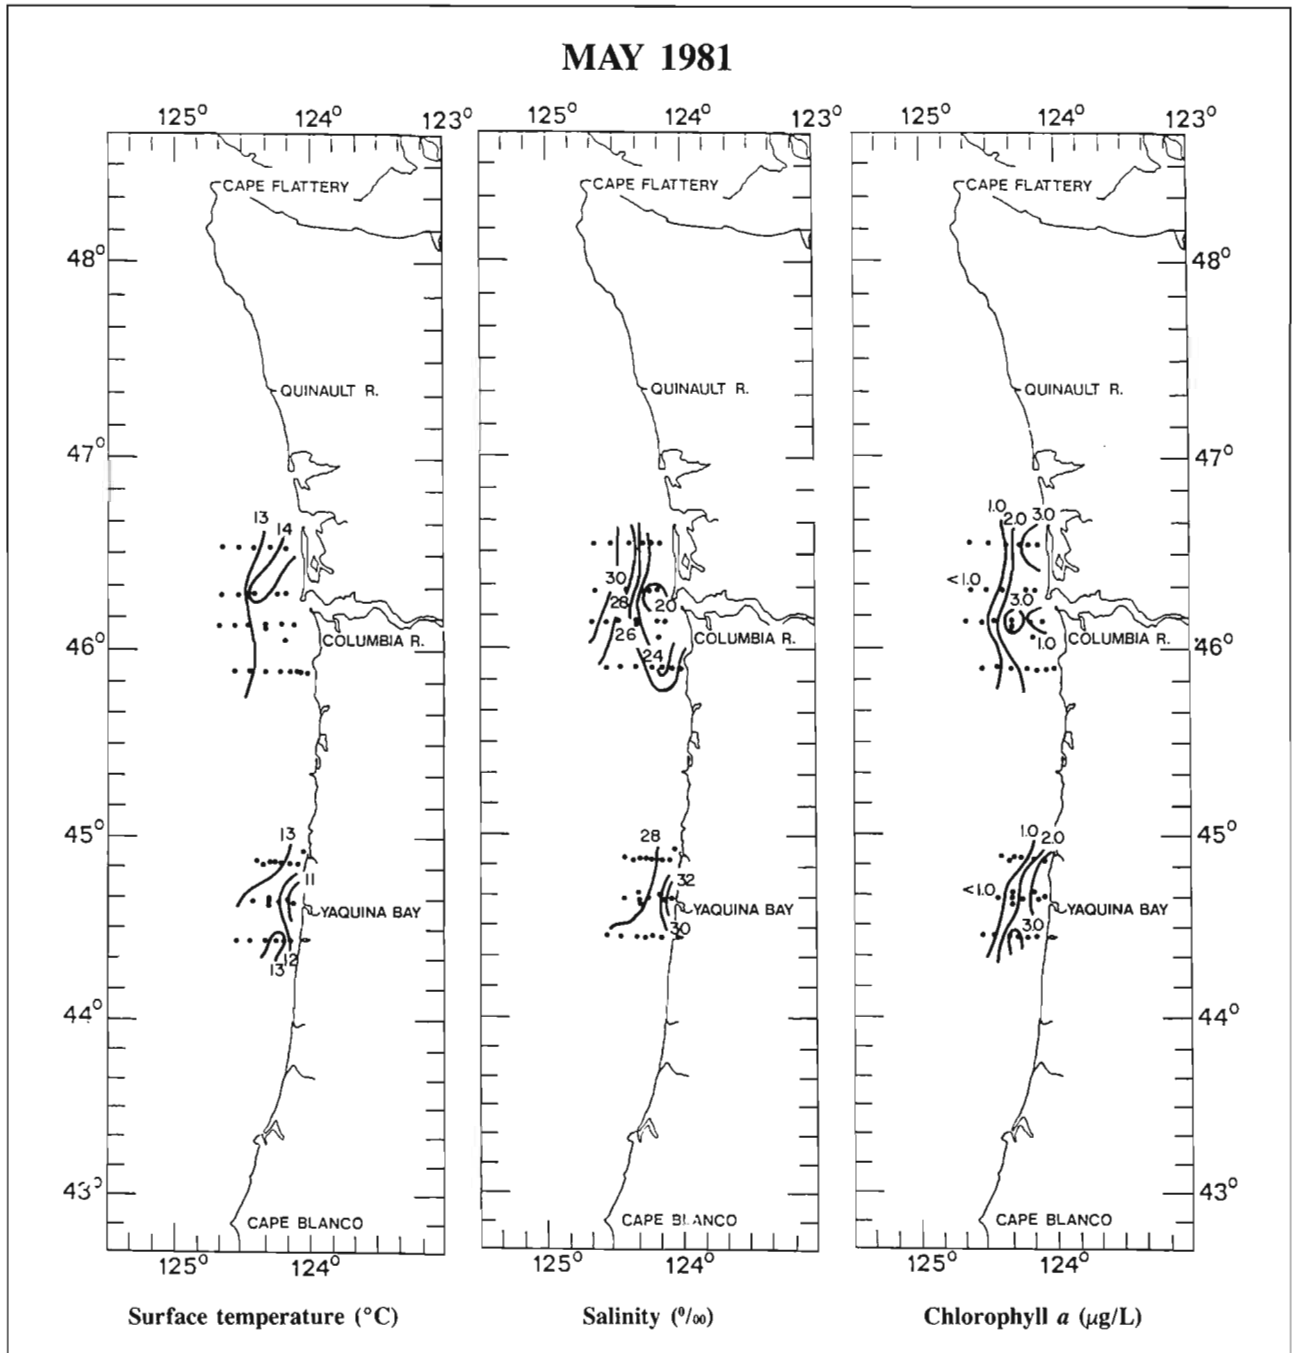 MAY 1981
125° 124° 123° 125° 124° 123° 125° 124° 123°
CAPE FLATTERY CAPE FLATTERY CAPE FLATTERY
48° 48°
QUINAULT R. QUINAULT R. QUINAULT R.
47° 47°
13 14
30 28 26 20 24
1.0 2.0 3.0
<1.0 3.0 1.0
46° COLUMBIA R. COLUMBIA R. COLUMBIA R. 46°
45° 45°
13 11 12 13
28 32 30
1.0 2.0 <1.0 3.0
YAQUINA BAY YAQUINA BAY YAQUINA BAY
44° 44°
43° 43°
CAPE BLANCO CAPE BLANCO CAPE BLANCO
125° 124° 125° 124° 125° 124°
Surface temperature (°C) Salinity (⁰/₀₀) Chlorophyll a (µg/L)